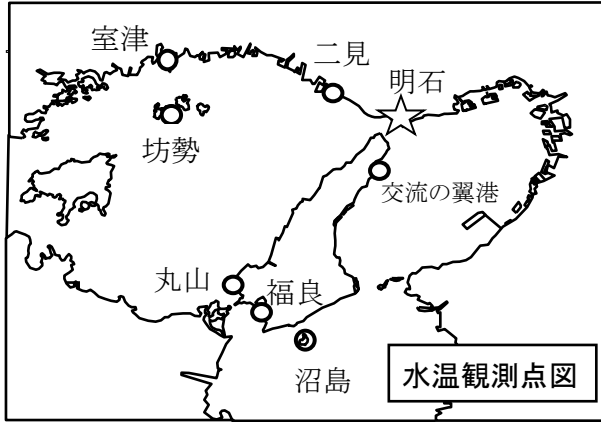 室津
二見
明石
坊勢
交流の翼港
丸山
福良
沼島
水温観測点図